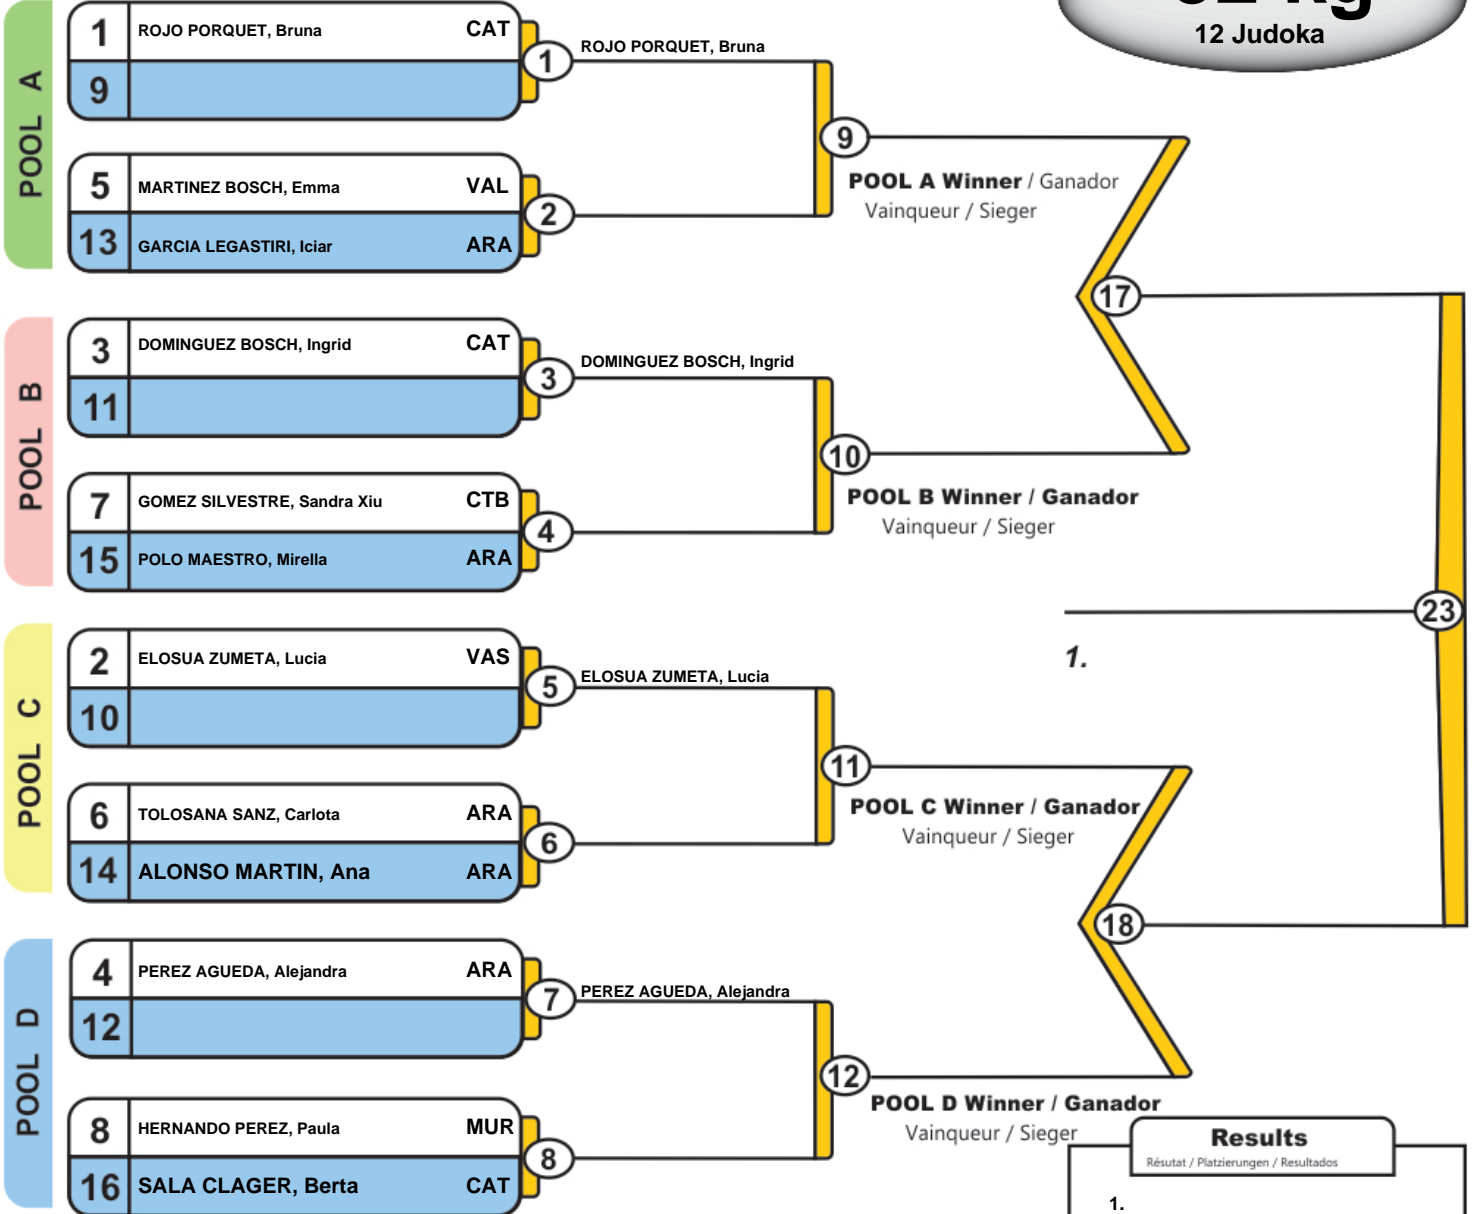 kg
12 Judoka
POOL A
1 ROJO PORQUET, Bruna CAT
9
1
ROJO PORQUET, Bruna
5 MARTINEZ BOSCH, Emma VAL
13 GARCIA LEGASTIRI, Iciar ARA
2
9
POOL A Winner / Ganador
Vainqueur / Sieger
17
POOL B
3 DOMINGUEZ BOSCH, Ingrid CAT
11
3
DOMINGUEZ BOSCH, Ingrid
7 GOMEZ SILVESTRE, Sandra Xiu CTB
15 POLO MAESTRO, Mirella ARA
4
10
POOL B Winner / Ganador
Vainqueur / Sieger
23
1.
POOL C
2 ELOSUA ZUMETA, Lucia VAS
10
5
ELOSUA ZUMETA, Lucia
6 TOLOSANA SANZ, Carlota ARA
14 ALONSO MARTIN, Ana ARA
6
11
POOL C Winner / Ganador
Vainqueur / Sieger
18
POOL D
4 PEREZ AGUEDA, Alejandra ARA
12
7
PEREZ AGUEDA, Alejandra
8 HERNANDO PEREZ, Paula MUR
16 SALA CLAGER, Berta CAT
8
12
POOL D Winner / Ganador
Vainqueur / Sieger
Results
Résutat / Platzierungen / Resultados
1.